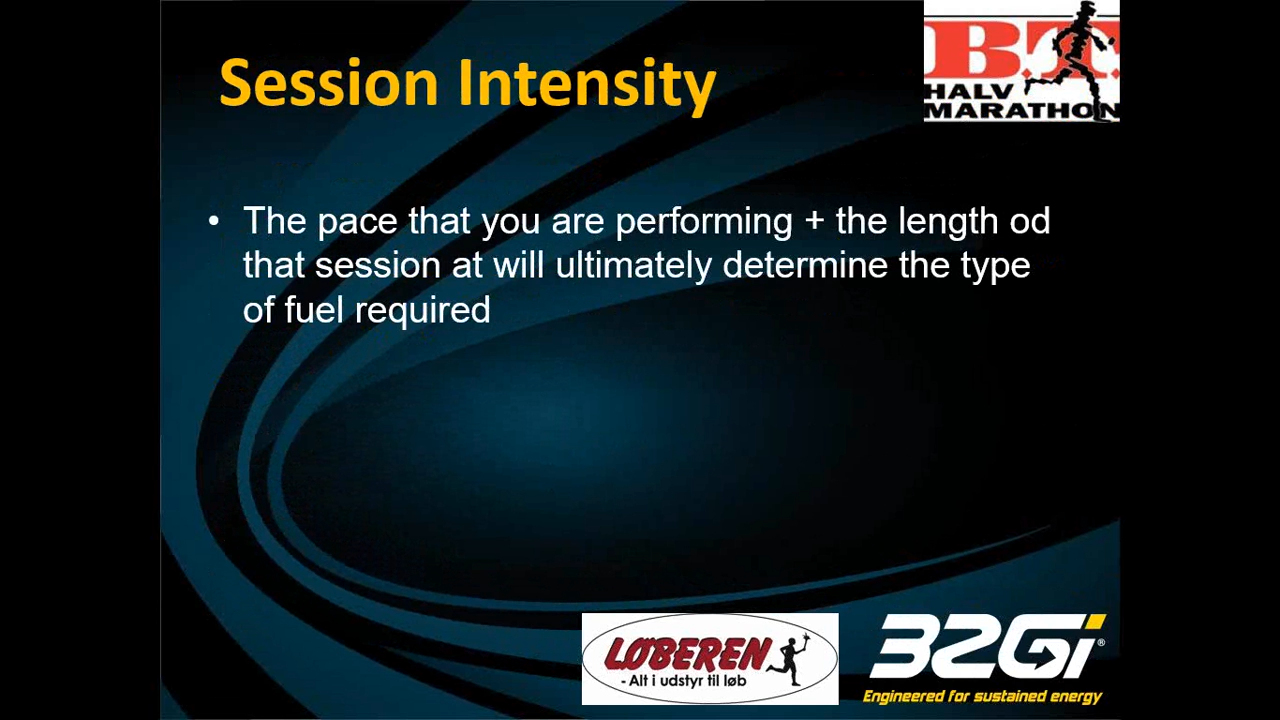 Session Intensity
B.T.
HALV
MARATHON
• The pace that you are performing + the length od
that session at will ultimately determine the type
of fuel required
LØBEREN
- Alt i udstyr til løb
32Gi®
Engineered for sustained energy